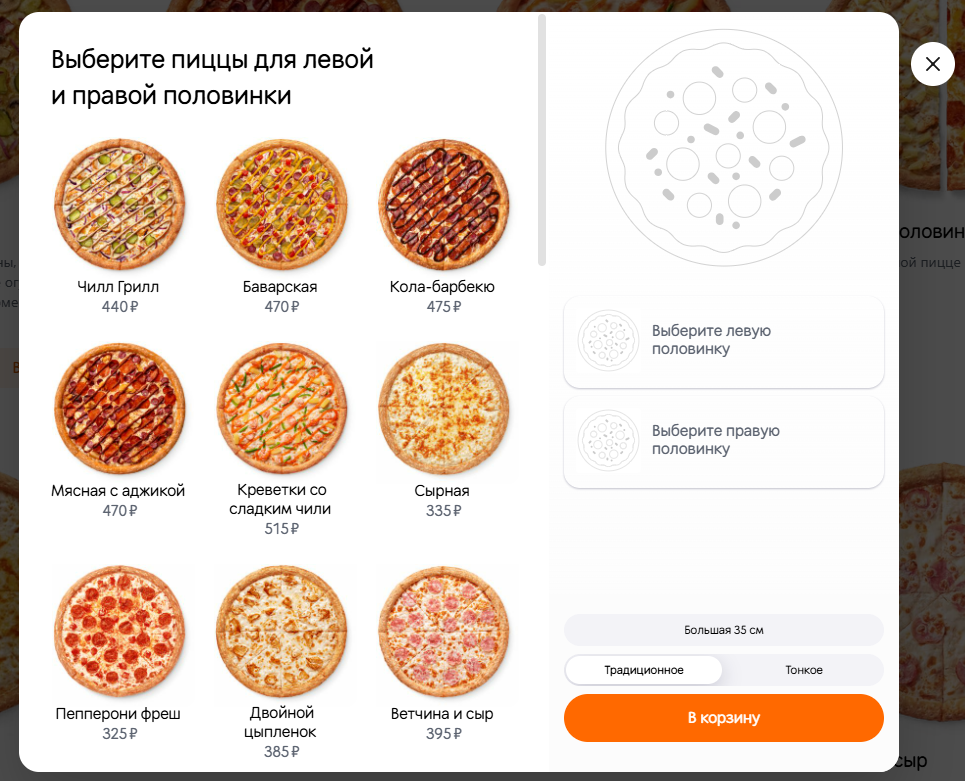 Выберите пиццы для левой
и правой половинки
Чилл Грилл
440 ₽
Баварская
470 ₽
Кола-барбекю
475 ₽
Мясная с аджикой
470 ₽
Креветки со
сладким чили
515 ₽
Сырная
335 ₽
Пепперони фреш
325 ₽
Двойной
цыпленок
385 ₽
Ветчина и сыр
395 ₽
Выберите левую
половинку
Выберите правую
половинку
Большая 35 см
Традиционное
Тонкое
В корзину
пицце
сыр